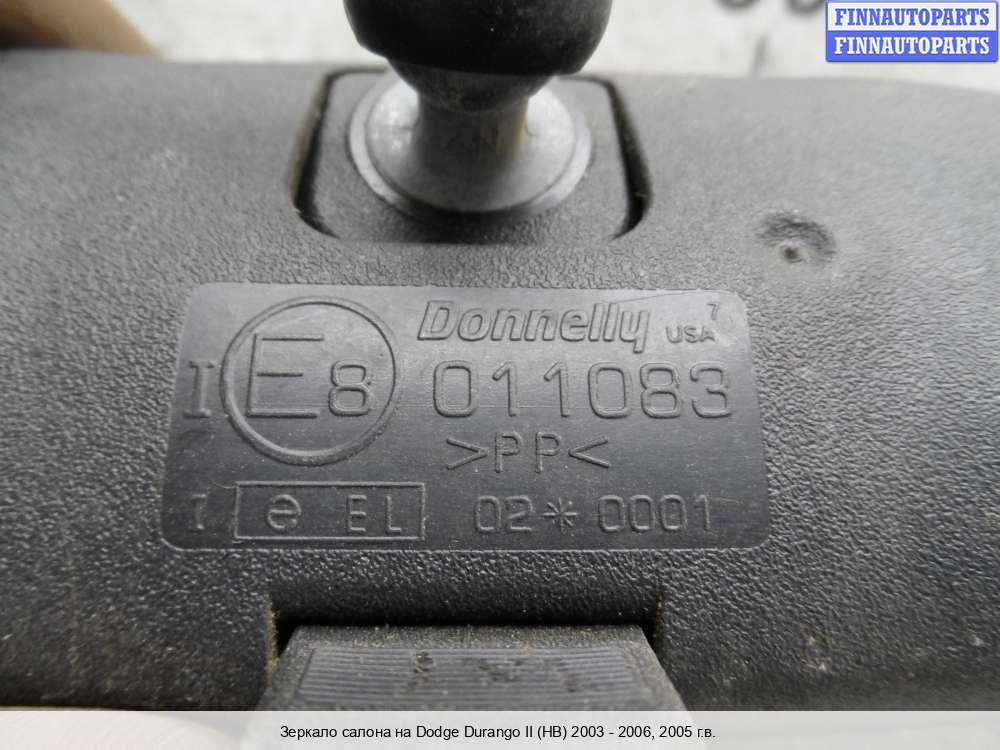 FINNAUTOPARTS
FINNAUTOPARTS
Donnelly USA 7
I E8 011083
>PP<
I e EL 02*0001
Зеркало салона на Dodge Durango II (HB) 2003 - 2006, 2005 г.в.